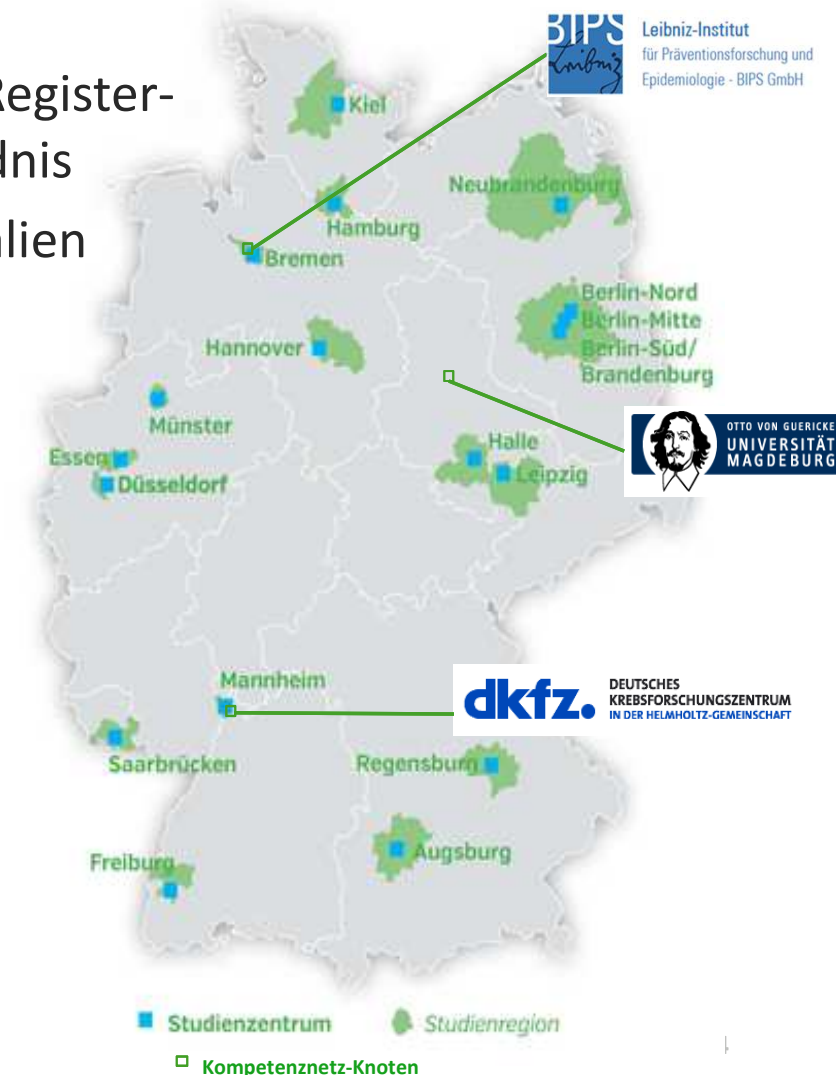 Register-
dnis
alien
BIPS
Leibniz
Leibniz-Institut
für Präventionsforschung und
Epidemiologie - BIPS GmbH
Kiel
Neubrandenburg
Hamburg
Bremen
Berlin-Nord
Berlin-Mitte
Berlin-Süd/
Brandenburg
Hannover
Münster
Essen
Düsseldorf
Halle
Leipzig
OTTO VON GUERICKE
UNIVERSITÄT
MAGDEBURG
Mannheim
dkfz.
DEUTSCHES
KREBSFORSCHUNGSZENTRUM
IN DER HELMHOLTZ-GEMEINSCHAFT
Saarbrücken
Regensburg
Augsburg
Freiburg
Studienzentrum
Studienregion
Kompetenznetz-Knoten